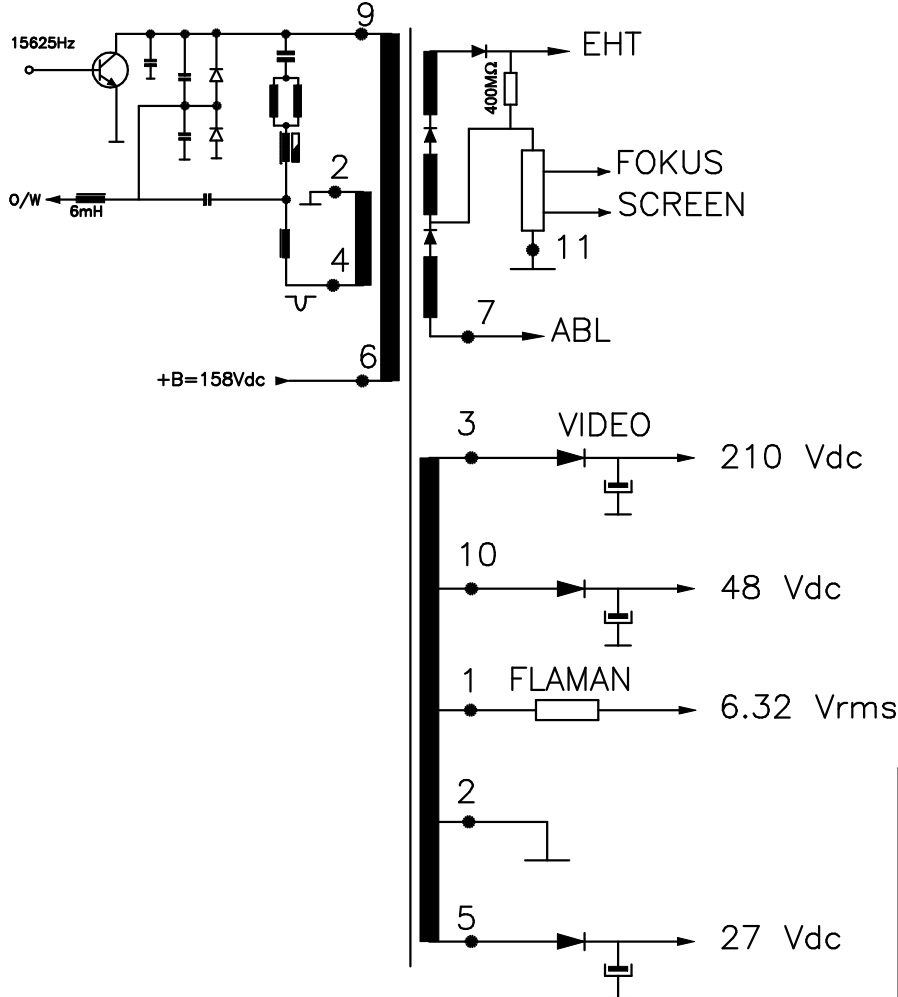 9
15625Hz
EHT
400MΩ
FOKUS
2
O/W
6mH
SCREEN
4
11
7
ABL
6
+B=158Vdc
3
VIDEO
210 Vdc
10
48 Vdc
1
FLAMAN
6.32 Vrms
2
5
27 Vdc